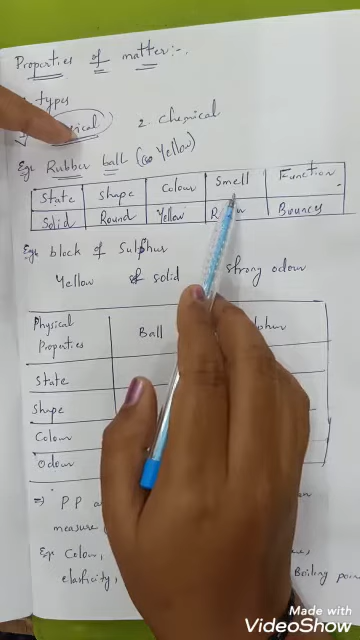 Properties of matter:-
types
2. Chemical
Eg: Rubber ball (Yellow)
State Shape Colour Smell Function
Solid Round Yellow Bouncy
Eg: block of Sulphur
Yellow solid strong odour
Physical Properties Ball
State
Shape
Colour
Odour
⇒ PP
measure
Eg: Colour,
elasticity, Boiling
Made with
VideoShow